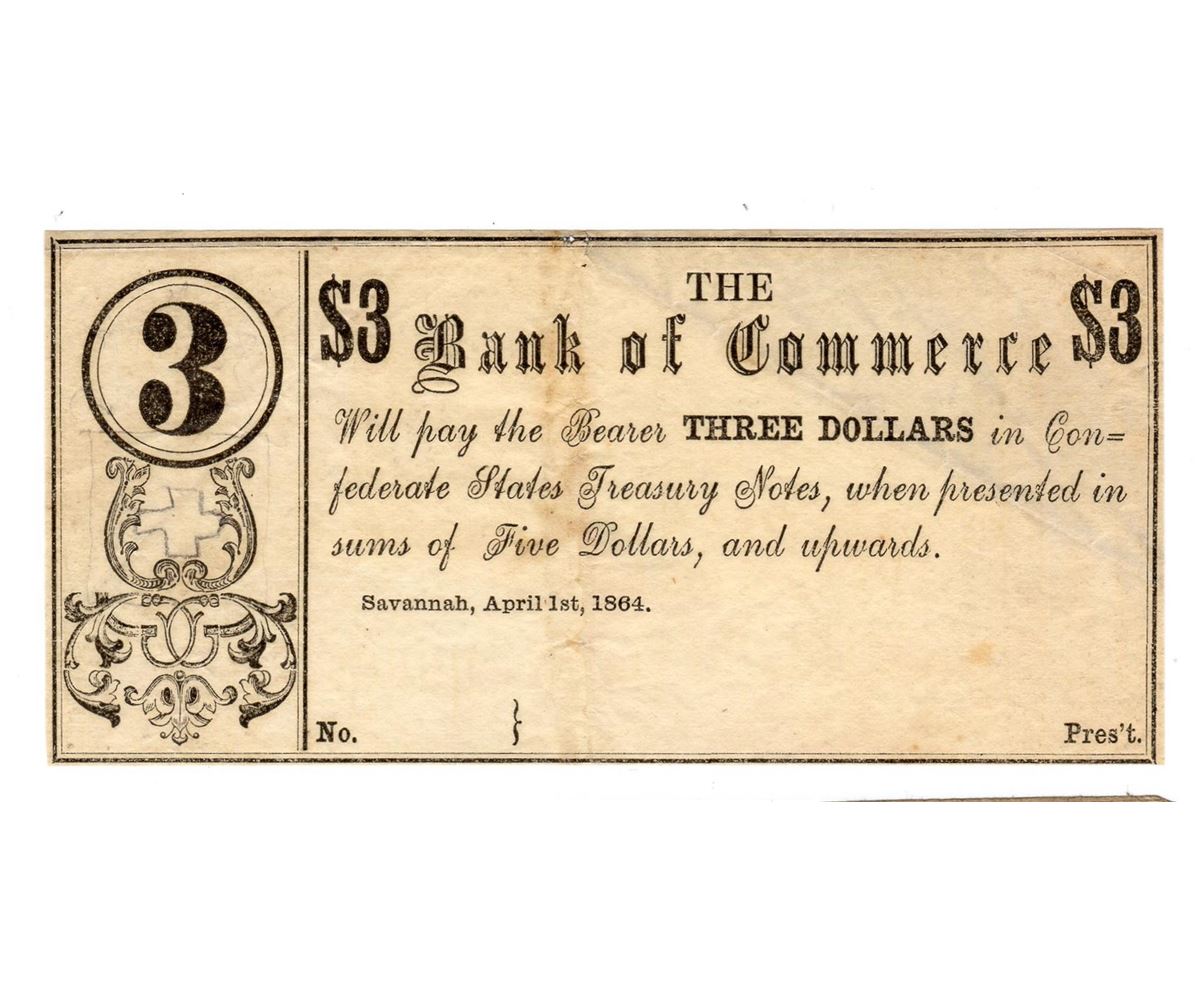 3
$3 THE $3
Bank of Commerce
Will pay the Bearer THREE DOLLARS in Con=
federate States Treasury Notes, when presented in
sums of Five Dollars, and upwards.
Savannah, April 1st, 1864.
No. } Pres't.